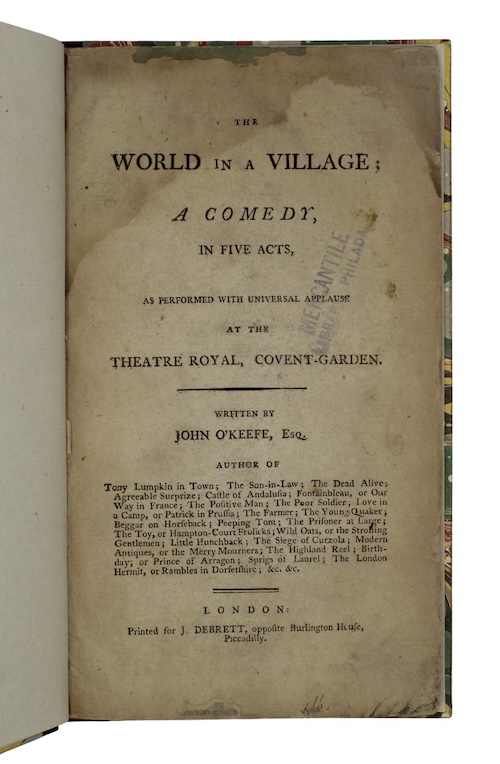 THE
WORLD IN A VILLAGE;
A COMEDY,
IN FIVE ACTS,
AS PERFORMED WITH UNIVERSAL APPLAUSE
AT THE
THEATRE ROYAL, COVENT-GARDEN.
MERCANTILE
LIBRARY PHILADA
WRITTEN BY
JOHN O'KEEFE, Esq.
AUTHOR OF
Tony Lumpkin in Town; The Son-in-Law; The Dead Alive;
Agreeable Surprize; Caſtle of Andaluſia; Fontainbleau, or Our
Way in France; The Poſitive Man; The Poor Soldier; Love in
a Camp, or Patrick in Pruſſia; The Farmer; The Young Quaker;
Beggar on Horſeback; Peeping Tom; The Priſoner at Large;
The Toy, or Hampton-Court Frolicks; Wild Oats, or the Strolling
Gentlemen; Little Hunchback; The Siege of Curzola; Modern
Antiques, or the Merry Mourners; The Highland Reel; Birth-
day; or Prince of Arragon; Sprigs of Laurel; The London
Hermit, or Rambles in Dorſetſhire; &c. &c.
LONDON:
Printed for J. DEBRETT, oppoſite Burlington Houſe,
Piccadilly.